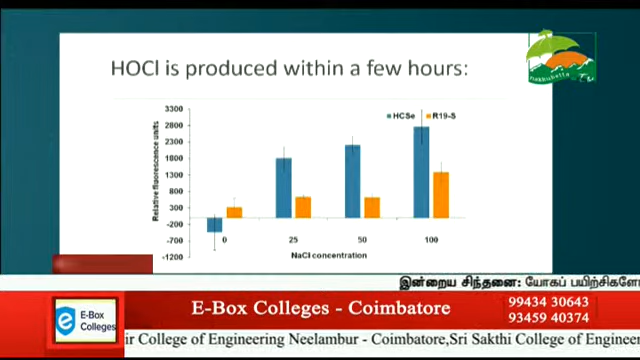 HOCl is produced within a few hours:
Relative fluorescence units
3300
2800
2300
1800
1300
800
300
-200
-700
-1200
HCSe
R19-S
0
25
50
100
NaCl concentration
TV
இன்றைய சிந்தனை: யோகப் பயிற்சிகளோ
E-Box
Colleges
E-Box Colleges - Coimbatore
99434 30643
93459 40374
ir College of Engineering Neelambur - Coimbatore,Sri Sakthi College of Enginee